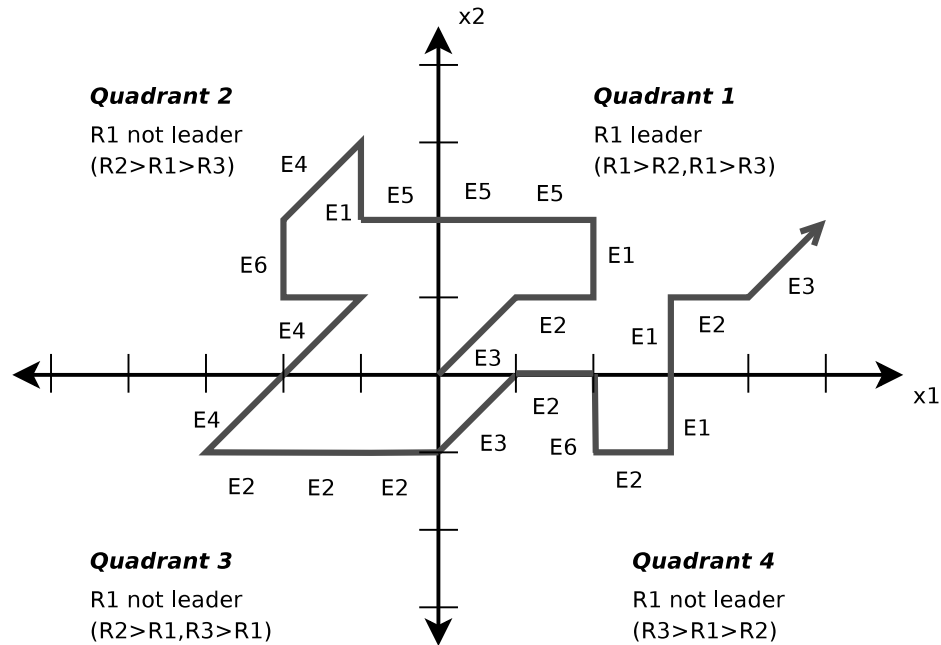 x2
Quadrant 2
R1 not leader
(R2>R1>R3)
Quadrant 1
R1 leader
(R1>R2,R1>R3)
E4
E1
E5
E5
E5
E6
E1
E4
E2
E3
E1
E2
E3
x1
E4
E3
E2
E6
E1
E2
E2
E2
E2
Quadrant 3
R1 not leader
(R2>R1,R3>R1)
Quadrant 4
R1 not leader
(R3>R1>R2)